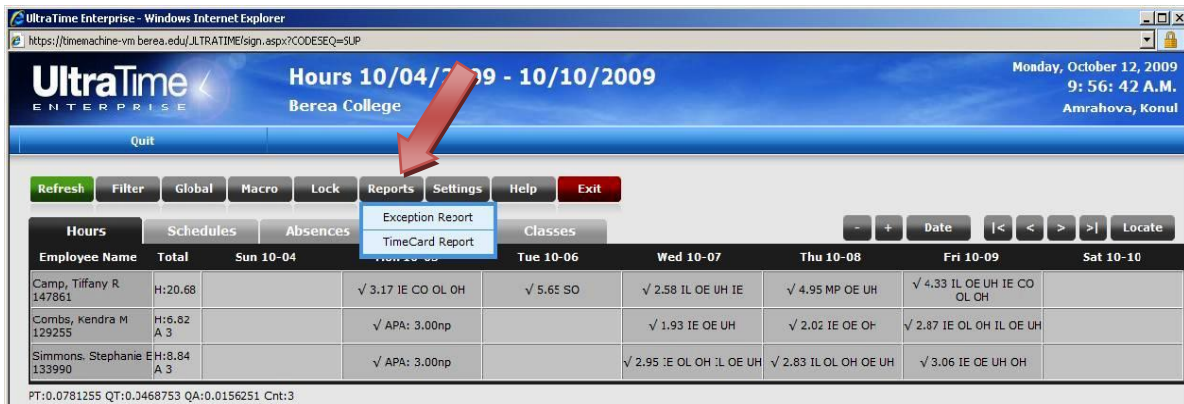 UltraTime Enterprise - Windows Internet Explorer
https://timemachine-vm.berea.edu/ULTRATIME/sign.aspx?CODESEQ=SUP
UltraTime
ENTERPRISE
Hours 10/04/2009 - 10/10/2009
Berea College
Monday, October 12, 2009
9: 56: 42 A.M.
Amrahova, Konul
Quit
Refresh Filter Global Macro Lock Reports Settings Help Exit
Exception Report
TimeCard Report
Hours Schedules Absences Classes - + Date |< < > >| Locate
Employee Name Total Sun 10-04 Tue 10-06 Wed 10-07 Thu 10-08 Fri 10-09 Sat 10-10
Camp, Tiffany R
147861
H:20.68
√ 3.17 IE CO OL OH
√ 5.65 SO
√ 2.58 IL OE UH IE
√ 4.95 MP OE UH
√ 4.33 IL OE UH IE CO
OL OH
Combs, Kendra M
129255
H:6.82
A 3
√ APA: 3.00np
√ 1.93 IE OE UH
√ 2.02 IE OE OH
√ 2.87 IE OL OH IL OE UH
Simmons, Stephanie E
133990
H:8.84
A 3
√ APA: 3.00np
√ 2.95 IE OL OH IL OE UH
√ 2.83 IL OL OH OE UH
√ 3.06 IE OE UH OH
PT:0.0781255 QT:0.0468753 QA:0.0156251 Cnt:3